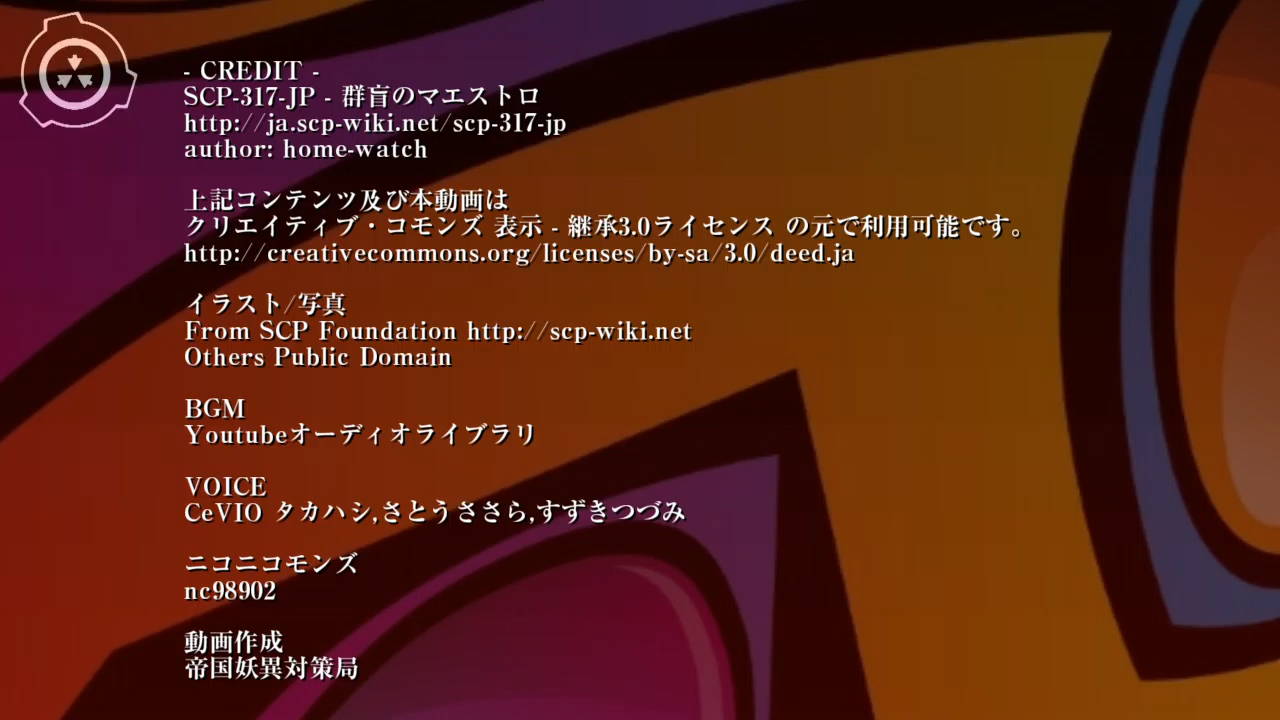 - CREDIT -
SCP-317-JP - 群盲のマエストロ
http://ja.scp-wiki.net/scp-317-jp
author: home-watch
上記コンテンツ及び本動画は
クリエイティブ・コモンズ 表示 - 継承3.0ライセンス の元で利用可能です。
http://creativecommons.org/licenses/by-sa/3.0/deed.ja
イラスト/写真
From SCP Foundation http://scp-wiki.net
Others Public Domain
BGM
Youtubeオーディオライブラリ
VOICE
CeVIO タカハシ,さとうささら,すずきつづみ
ニコニコモンズ
nc98902
動画作成
帝国妖異対策局